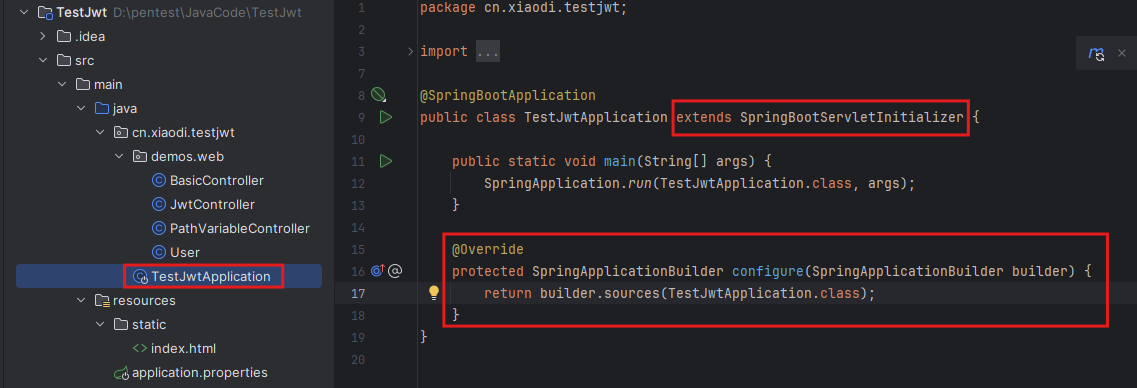 TestJwt D:\pentest\JavaCode\TestJwt
.idea
src
main
java
cn.xiaodi.testjwt
demos.web
BasicController
JwtController
PathVariableController
User
TestJwtApplication
resources
static
index.html
application.properties
1 package cn.xiaodi.testjwt;
2
3 import ...
7
8 @SpringBootApplication
9 public class TestJwtApplication extends SpringBootServletInitializer {
10
11 public static void main(String[] args) {
12 SpringApplication.run(TestJwtApplication.class, args);
13 }
14
15 @Override
16 protected SpringApplicationBuilder configure(SpringApplicationBuilder builder) {
17 return builder.sources(TestJwtApplication.class);
18 }
19 }
20